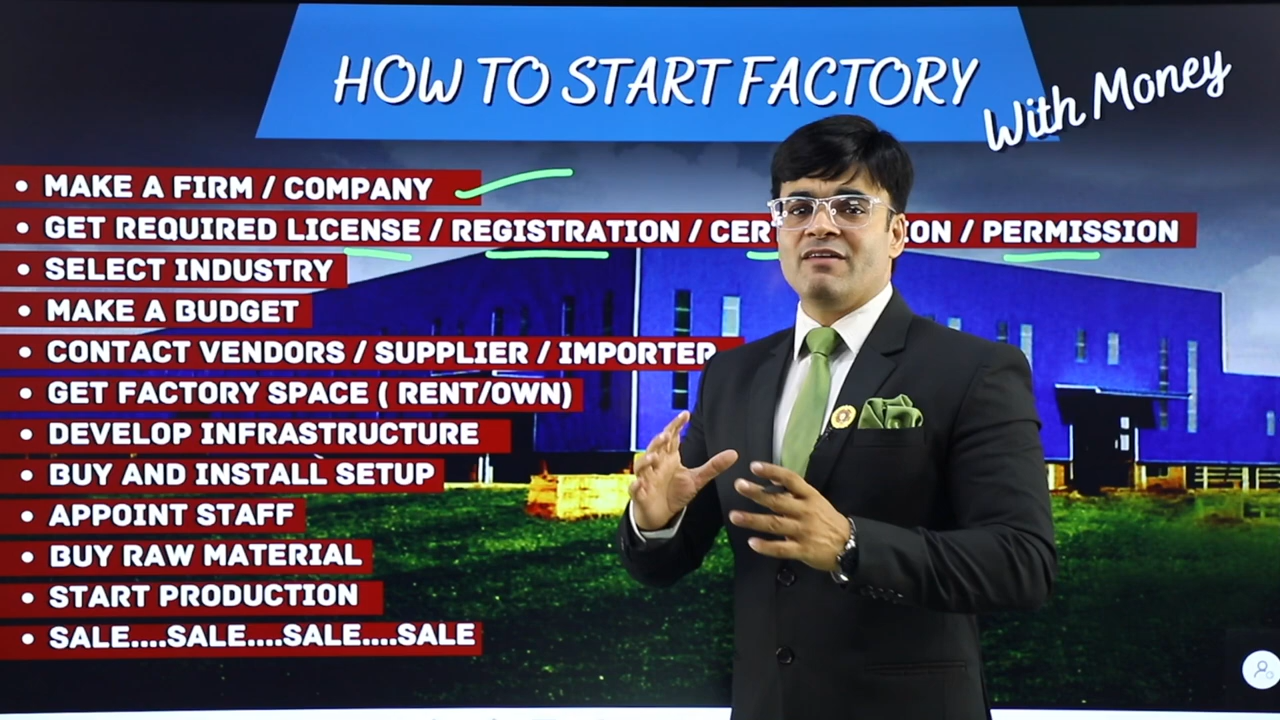 HOW TO START FACTORY
With Money
• MAKE A FIRM / COMPANY
• GET REQUIRED LICENSE / REGISTRATION / CER ON / PERMISSION
• SELECT INDUSTRY
• MAKE A BUDGET
• CONTACT VENDORS / SUPPLIER / IMPORTER
• GET FACTORY SPACE ( RENT/OWN)
• DEVELOP INFRASTRUCTURE
• BUY AND INSTALL SETUP
• APPOINT STAFF
• BUY RAW MATERIAL
• START PRODUCTION
• SALE....SALE....SALE....SALE